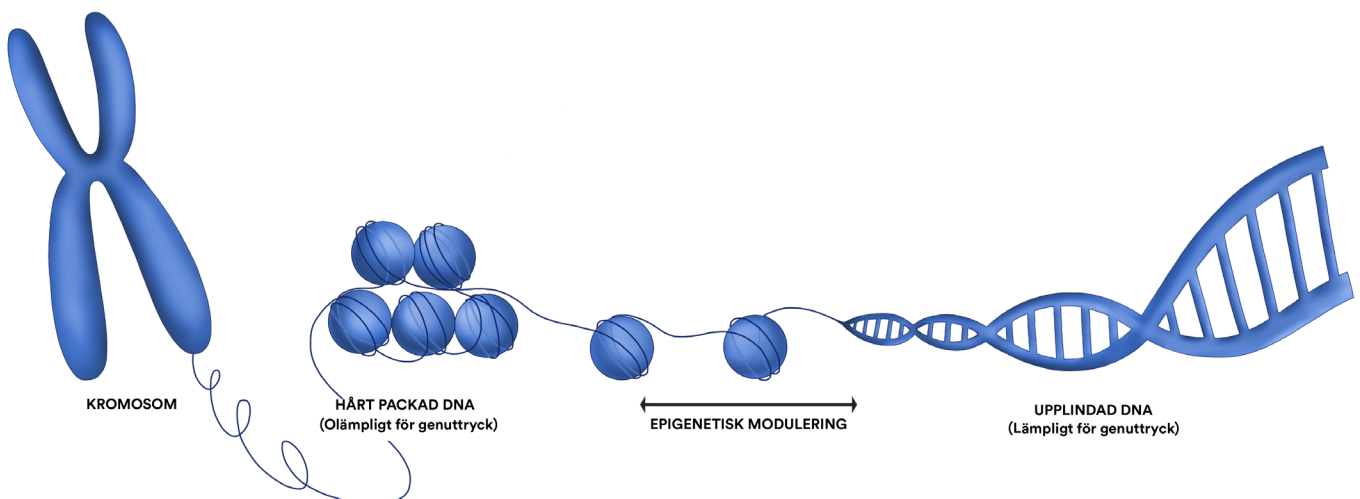 KROMOSOM
HÅRT PACKAD DNA
(Olämpligt för genuttryck)
EPIGENETISK MODULERING
UPPLINDAD DNA
(Lämpligt för genuttryck)